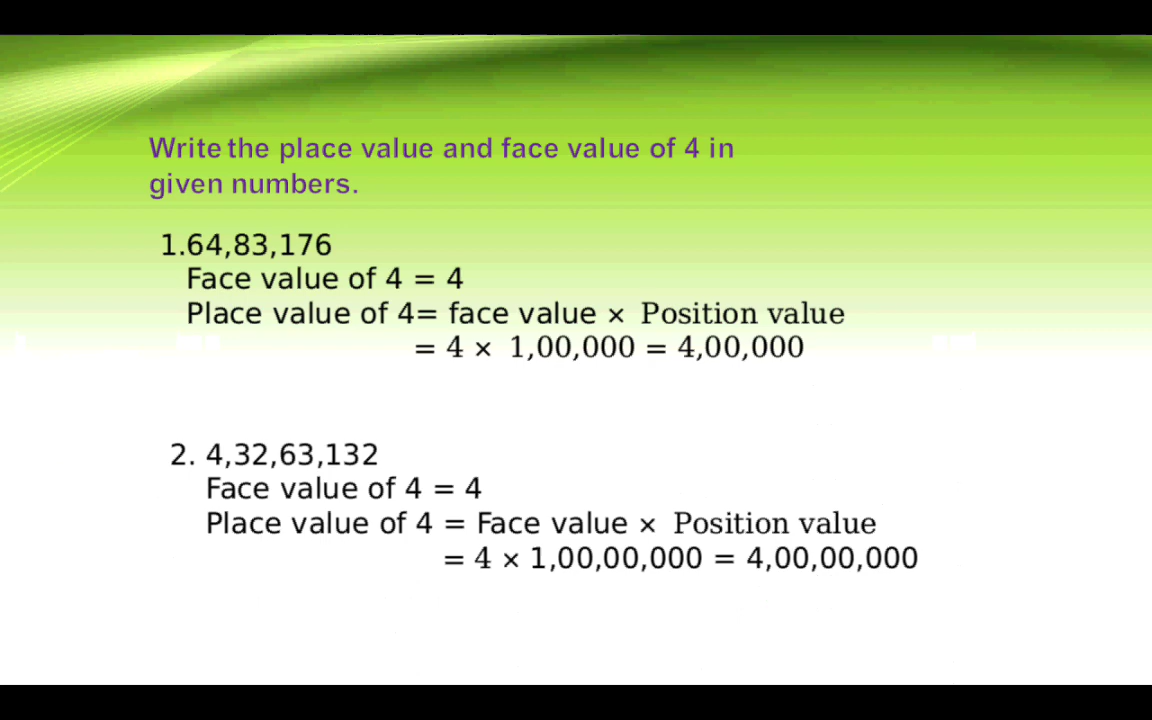 Write the place value and face value of 4 in
given numbers.
1.64,83,176
Face value of 4 = 4
Place value of 4= face value × Position value
= 4 × 1,00,000 = 4,00,000
2. 4,32,63,132
Face value of 4 = 4
Place value of 4 = Face value × Position value
= 4 × 1,00,00,000 = 4,00,00,000